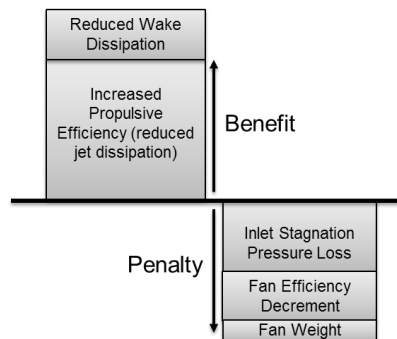 Reduced Wake
Dissipation
Increased
Propulsive
Efficiency (reduced
jet dissipation)
Benefit
Penalty
Inlet Stagnation
Pressure Loss
Fan Efficiency
Decrement
Fan Weight